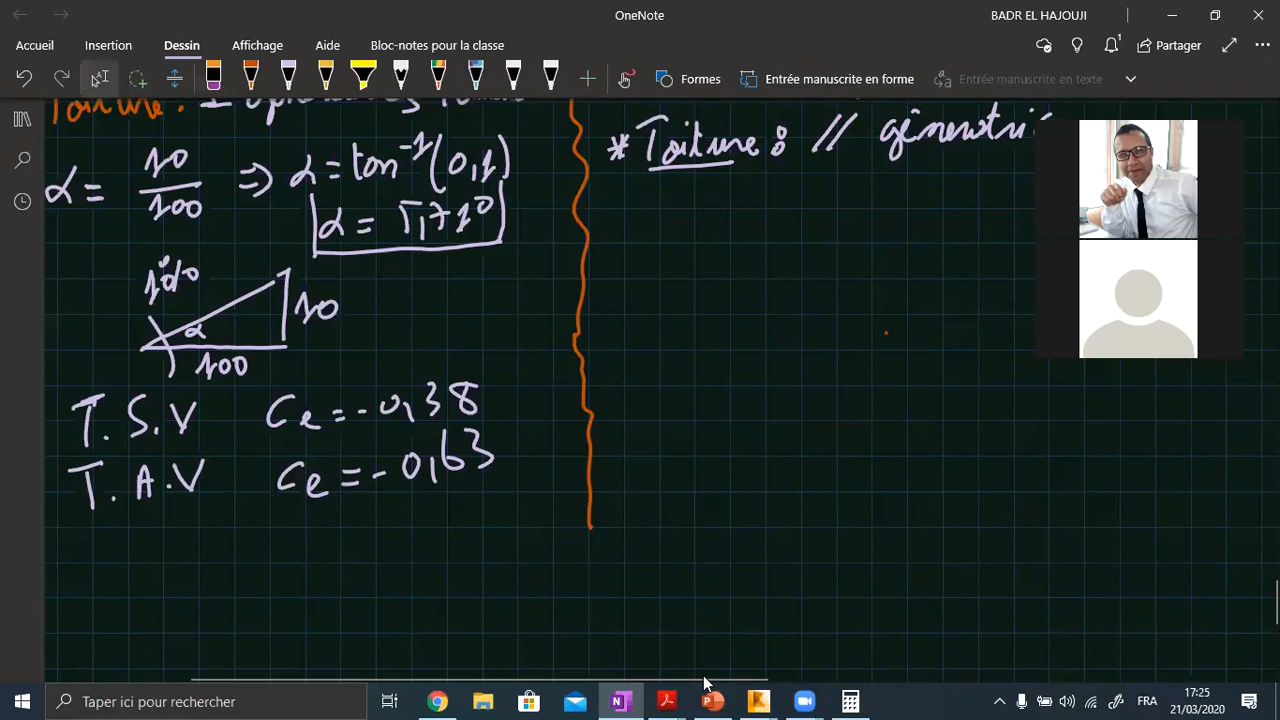 OneNote
BADR EL HAJOUJI
Accueil Insertion Dessin Affichage Aide Bloc-notes pour la classe
Partager
Formes Entrée manuscrite en forme Entrée manuscrite en texte
Toiture :
α = 10/100 => α = tan⁻¹(0,1)
α = 5,71°
10%
α
10
100
T.S.V Ce = -0,38
T.A.V Ce = -0,63
* Toiture : // génératric
Taper ici pour rechercher
FRA
17:25
21/03/2020